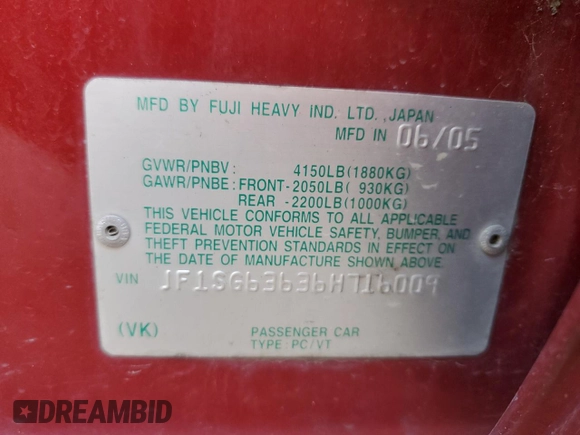 MFD BY FUJI HEAVY IND. LTD. ,JAPAN
MFD IN 06/05
GVWR/PNBV: 4150LB(1880KG)
GAWR/PNBE: FRONT-2050LB( 930KG)
REAR -2200LB(1000KG)
THIS VEHICLE CONFORMS TO ALL APPLICABLE
FEDERAL MOTOR VEHICLE SAFETY, BUMPER, AND
THEFT PREVENTION STANDARDS IN EFFECT ON
THE DATE OF MANUFACTURE SHOWN ABOVE.
VIN
(VK) PASSENGER CAR
TYPE:PC/VT
DREAMBID